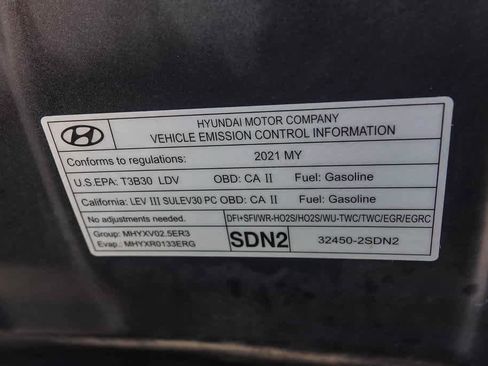 HYUNDAI MOTOR COMPANY
VEHICLE EMISSION CONTROL INFORMATION
Conforms to regulations: 2021 MY
U.S.EPA: T3B30 LDV OBD: CA II Fuel: Gasoline
California: LEV III SULEV30 PC OBD: CA II Fuel: Gasoline
No adjustments needed. DFI+SFI/WR-HO2S/HO2S/WU-TWC/TWC/EGR/EGRC
Group: MHYXV02.5ER3
Evap.: MHYXR0133ERG
SDN2 32450-2SDN2